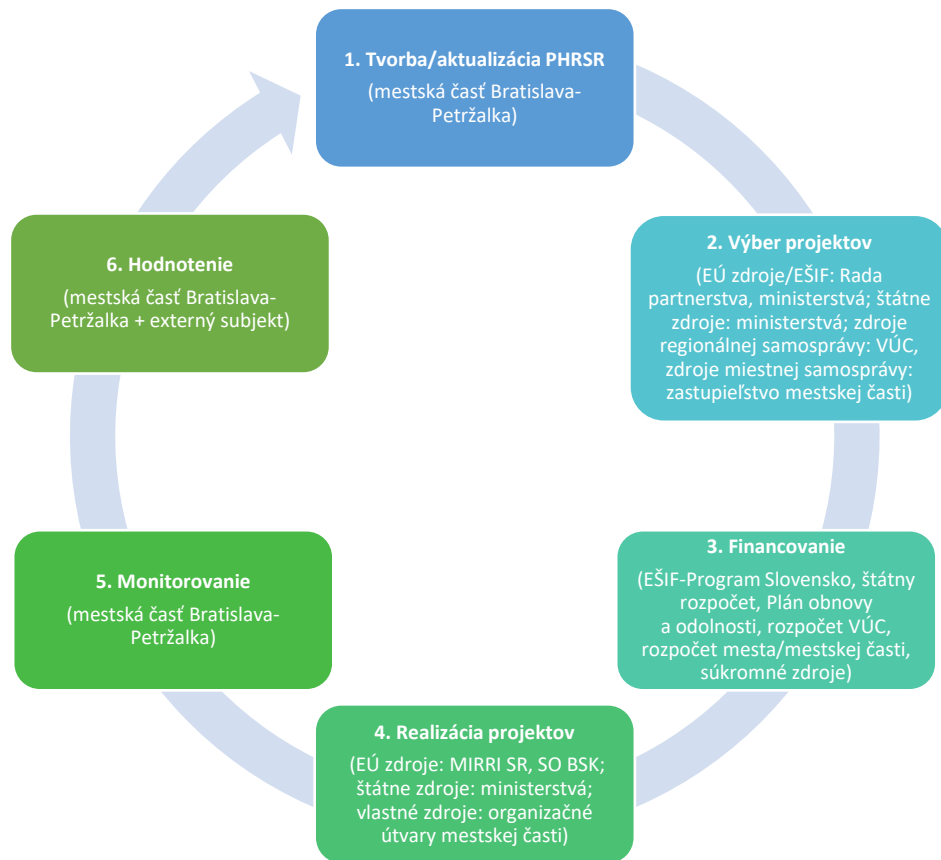 1. Tvorba/aktualizácia PHRSR
(mestská časť Bratislava-
Petržalka)
2. Výber projektov
(EÚ zdroje/EŠIF: Rada
partnerstva, ministerstvá; štátne
zdroje: ministerstvá; zdroje
regionálnej samosprávy: VÚC,
zdroje miestnej samosprávy:
zastupieľstvo mestskej časti)
3. Financovanie
(EŠIF-Program Slovensko, štátny
rozpočet, Plán obnovy
a odolnosti, rozpočet VÚC,
rozpočet mesta/mestskej časti,
súkromné zdroje)
4. Realizácia projektov
(EÚ zdroje: MIRRI SR, SO BSK;
štátne zdroje: ministerstvá;
vlastné zdroje: organizačné
útvary mestskej časti)
5. Monitorovanie
(mestská časť Bratislava-
Petržalka)
6. Hodnotenie
(mestská časť Bratislava-
Petržalka + externý subjekt)